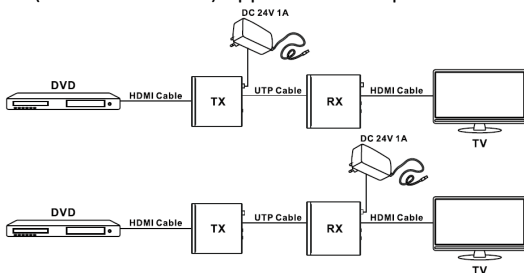 DC 24V 1A
DVD
HDMI Cable
TX
UTP Cable
RX
HDMI Cable
TV
DC 24V 1A
DVD
HDMI Cable
TX
UTP Cable
RX
HDMI Cable
TV